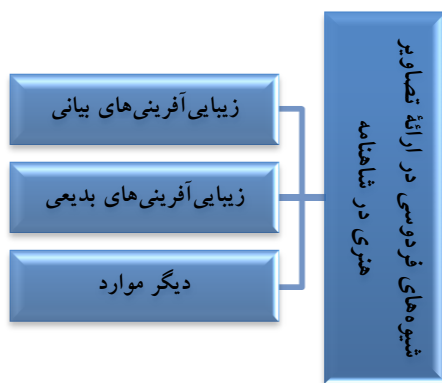 شیوه‌های فردوسی در ارائهٔ تصاویر
هنری در شاهنامه
زیبایی‌آفرینی‌های بیانی
زیبایی‌آفرینی‌های بدیعی
دیگر موارد